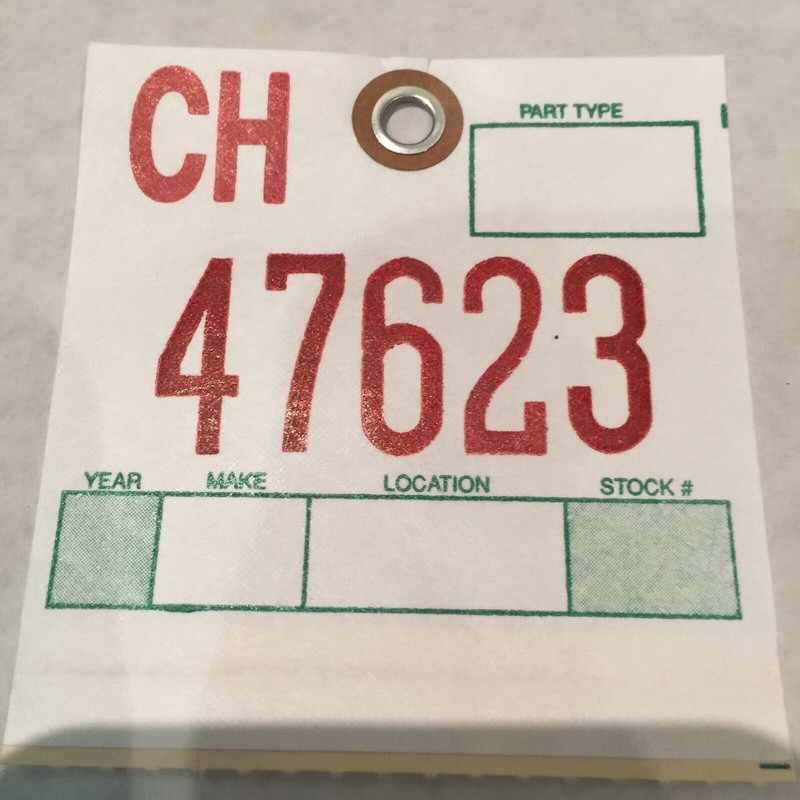 CH
PART TYPE
47623
YEAR MAKE LOCATION STOCK #